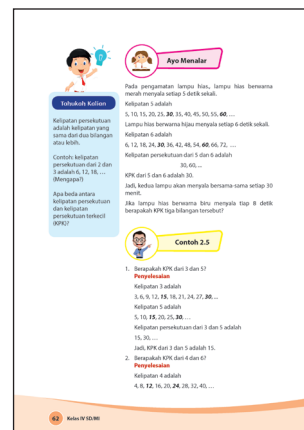 Ayo Menalar
Pada pengamatan lampu hias, lampu hias berwarna
merah menyala setiap 5 detik sekali.
Kelipatan 5 adalah
5, 10, 15, 20, 25, 30, 35, 40, 45, 50, 55, 60, ...
Lampu hias berwarna hijau menyala setiap 6 detik sekali.
Kelipatan 6 adalah
6, 12, 18, 24, 30, 36, 42, 48, 54, 60, 66, 72, ...
Kelipatan persekutuan dari 5 dan 6 adalah
30, 60, ...
KPK dari 5 dan 6 adalah 30.
Jadi, kedua lampu akan menyala bersama-sama setiap 30
menit.
Jika lampu hias berwarna biru menyala tiap 8 detik
berapakah KPK tiga bilangan tersebut?
Tahukah Kalian
Kelipatan persekutuan
adalah kelipatan yang
sama dari dua bilangan
atau lebih.
Contoh: kelipatan
persekutuan dari 2 dan
3 adalah 6, 12, 18, ...
(Mengapa?)
Apa beda antara
kelipatan persekutuan
dan kelipatan
persekutuan terkecil
(KPK)?
Contoh 2.5
1. Berapakah KPK dari 3 dan 5?
Penyelesaian
Kelipatan 3 adalah
3, 6, 9, 12, 15, 18, 21, 24, 27, 30, ...
Kelipatan 5 adalah
5, 10, 15, 20, 25, 30, ...
Kelipatan persekutuan dari 3 dan 5 adalah
15, 30, ...
Jadi, KPK dari 3 dan 5 adalah 15.
2. Berapakah KPK dari 4 dan 6?
Penyelesaian
Kelipatan 4 adalah
4, 8, 12, 16, 20, 24, 28, 32, 40, ...
62 Kelas IV SD/MI